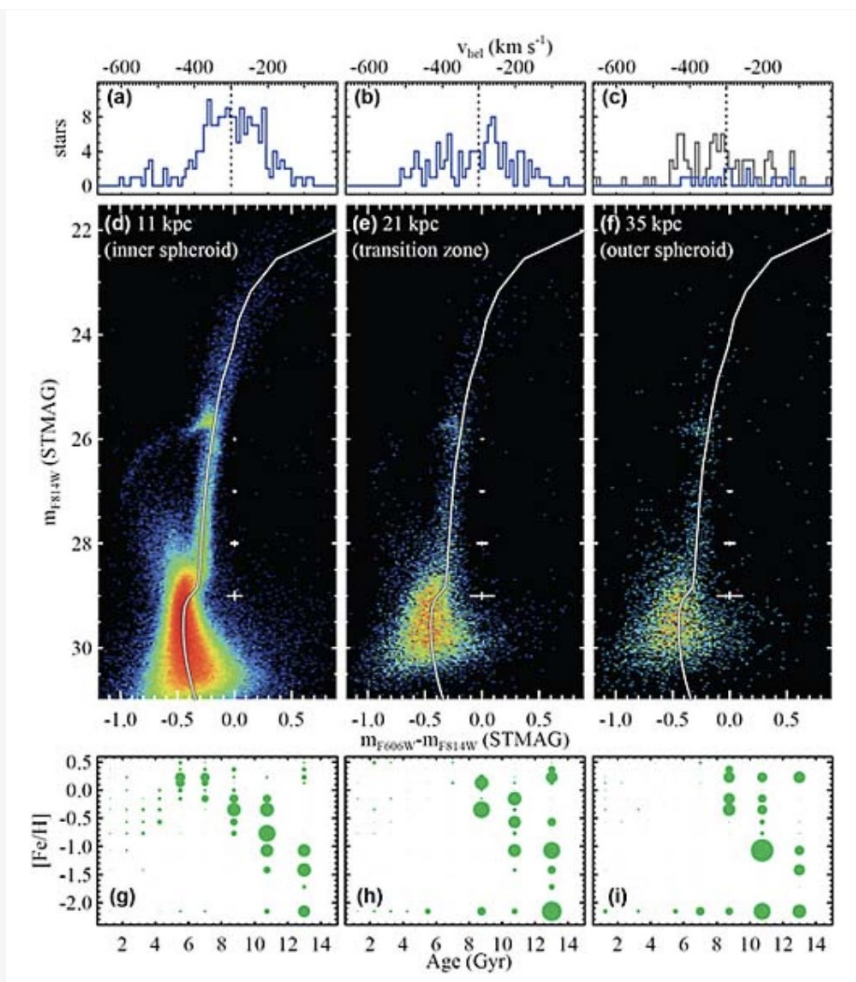 v_hel (km s⁻¹)
-600 -400 -200 -600 -400 -200 -600 -400 -200
(a) (b) (c)
stars
8
4
0
(d) 11 kpc (e) 21 kpc (f) 35 kpc
(inner spheroid) (transition zone) (outer spheroid)
22
24
26
28
30
m_F814W (STMAG)
-1.0 -0.5 0.0 0.5 -1.0 -0.5 0.0 0.5 -1.0 -0.5 0.0 0.5
m_F606W-m_F814W (STMAG)
0.5
0.0
-0.5
-1.0
-1.5
-2.0
[Fe/H]
(g) (h) (i)
2 4 6 8 10 12 14 2 4 6 8 10 12 14 2 4 6 8 10 12 14
Age (Gyr)